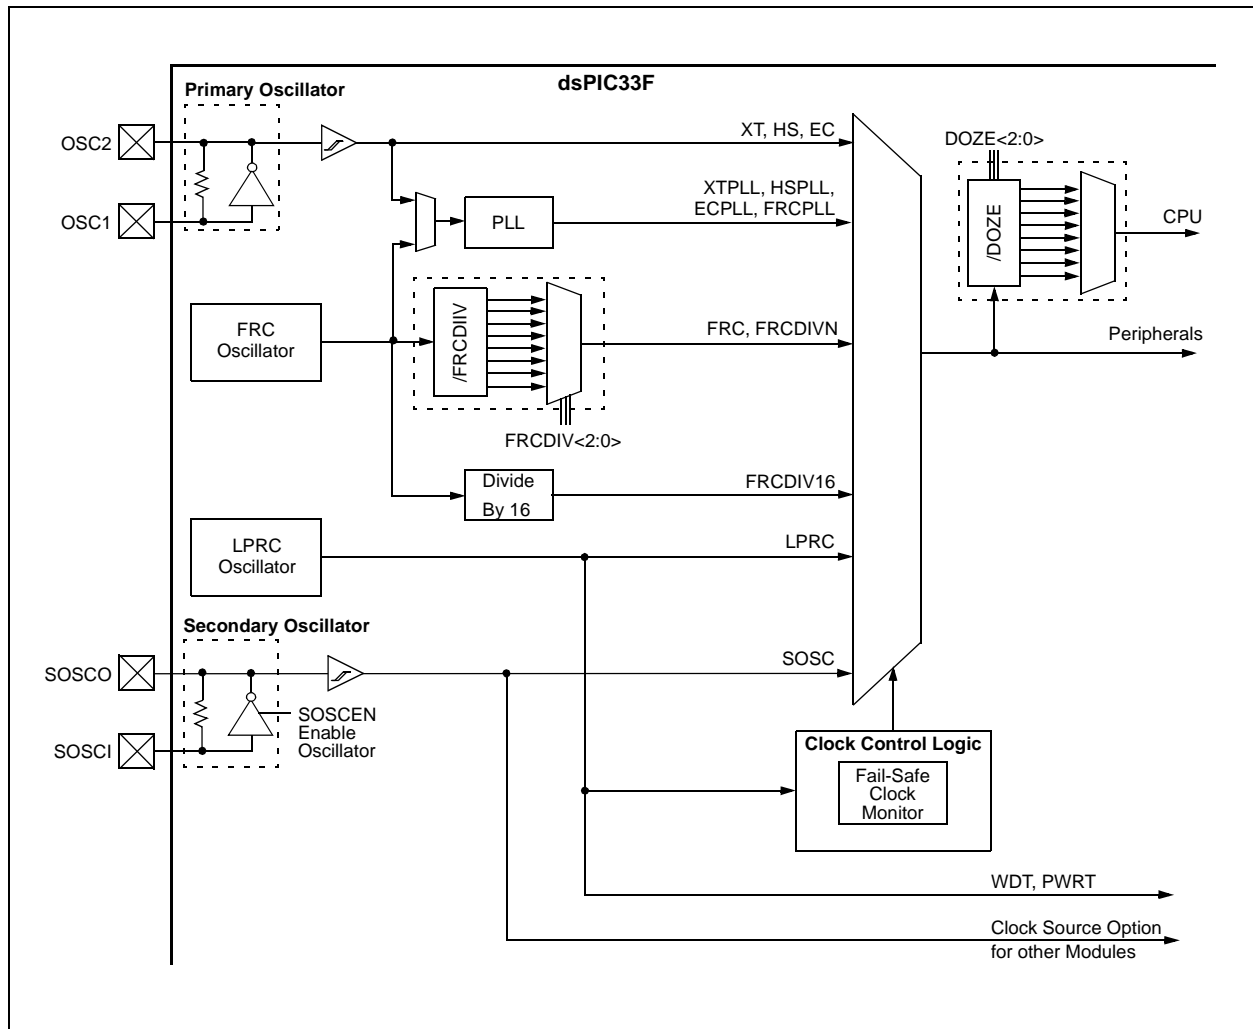 dsPIC33F
Primary Oscillator
OSC2
OSC1
XT, HS, EC
XTPLL, HSPLL,
ECPLL, FRCPLL
PLL
DOZE<2:0>
/DOZE
CPU
Peripherals
FRC
Oscillator
/FRCDIIV
FRC, FRCDIVN
FRCDIV<2:0>
Divide
By 16
FRCDIV16
LPRC
Oscillator
LPRC
Secondary Oscillator
SOSCO
SOSCI
SOSCEN
Enable
Oscillator
SOSC
Clock Control Logic
Fail-Safe
Clock
Monitor
WDT, PWRT
Clock Source Option
for other Modules